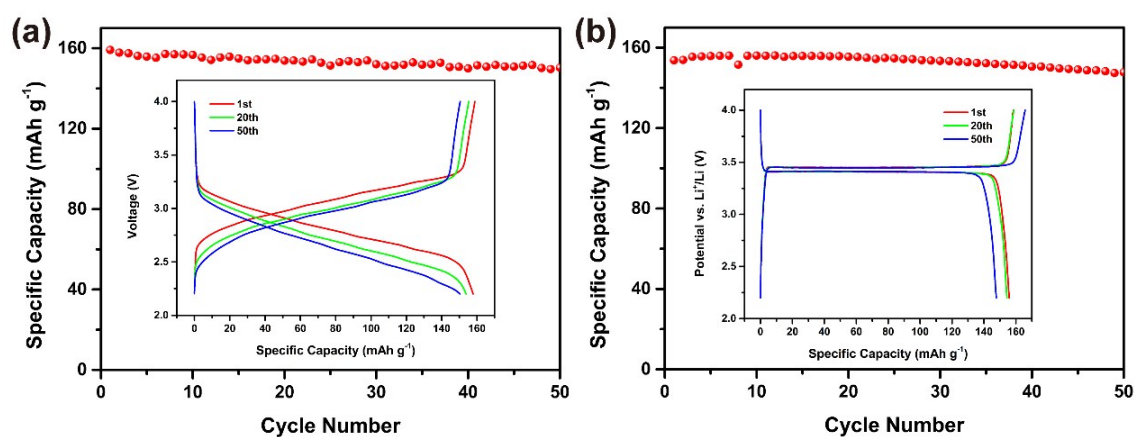 (a)
160
120
80
40
0
Specific Capacity (mAh g⁻¹)
0 10 20 30 40 50
Cycle Number
4.0
3.5
3.0
2.5
2.0
Voltage (V)
1st
20th
50th
0 20 40 60 80 100 120 140 160
Specific Capacity (mAh g⁻¹)
(b)
160
120
80
40
0
Specific Capacity (mAh g⁻¹)
0 10 20 30 40 50
Cycle Number
4.0
3.5
3.0
2.5
2.0
Potential vs. Li⁺/Li (V)
1st
20th
50th
0 20 40 60 80 100 120 140 160
Specific Capacity (mAh g⁻¹)